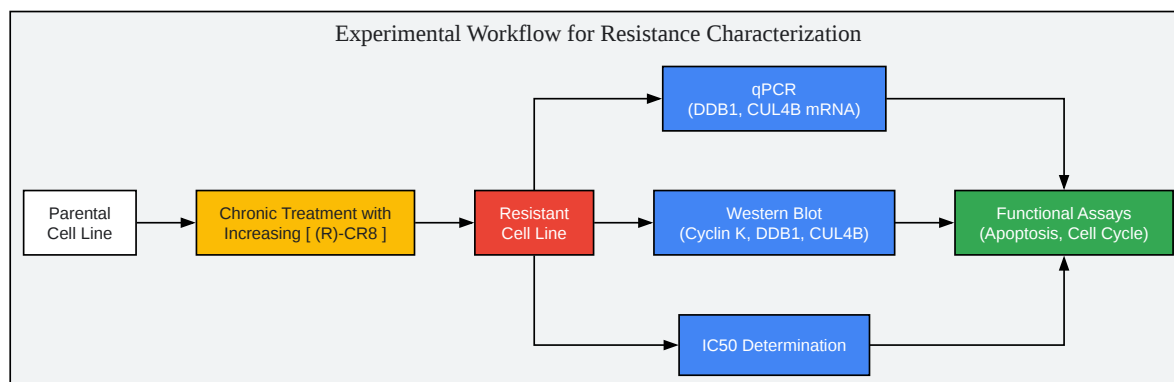 Experimental Workflow for Resistance Characterization
qPCR
(DDB1, CUL4B mRNA)
Parental
Cell Line
Chronic Treatment with
Increasing [ (R)-CR8 ]
Resistant
Cell Line
Western Blot
(Cyclin K, DDB1, CUL4B)
Functional Assays
(Apoptosis, Cell Cycle)
IC50 Determination